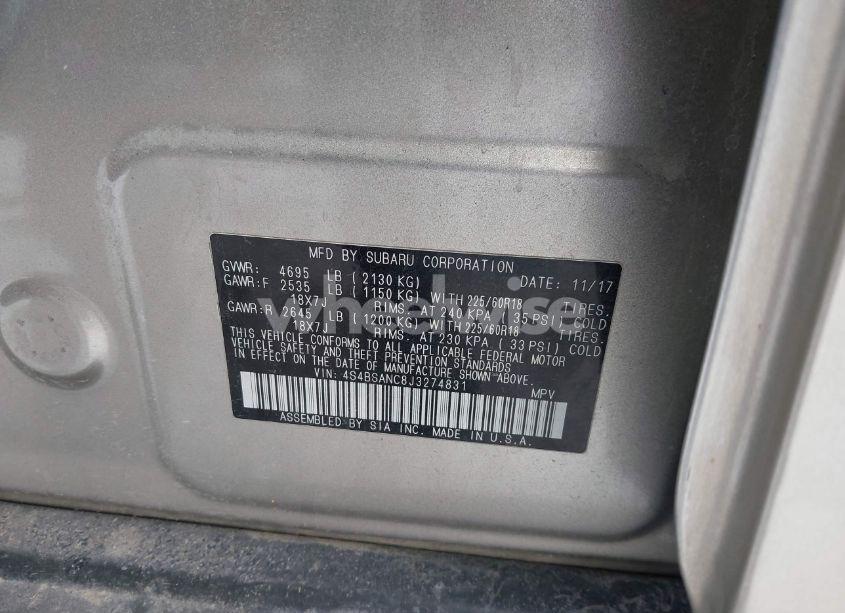 MFD BY SUBARU CORPORATION
GVWR: 4695 LB ( 2130 KG) DATE: 11/17
GAWR:F 2535 LB ( 1150 KG) WITH 225/60R18 TIRES.
18X7J RIMS. AT 240 KPA ( 35 PSI) COLD
GAWR:R 2645 LB ( 1200 KG) WITH 225/60R18 TIRES.
18X7J RIMS. AT 230 KPA ( 33 PSI) COLD
THIS VEHICLE CONFORMS TO ALL APPLICABLE FEDERAL MOTOR
VEHICLE SAFETY AND THEFT PREVENTION STANDARDS
IN EFFECT ON THE DATE OF MANUFACTURE SHOWN ABOVE.
VIN: 4S4BSANC8J3274831 MPV
ASSEMBLED BY SIA INC. MADE IN U.S.A.
wheelwise